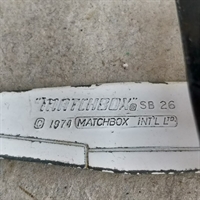 "MATCHBOX"® SB 26
© 1974 MATCHBOX INT'L LTD